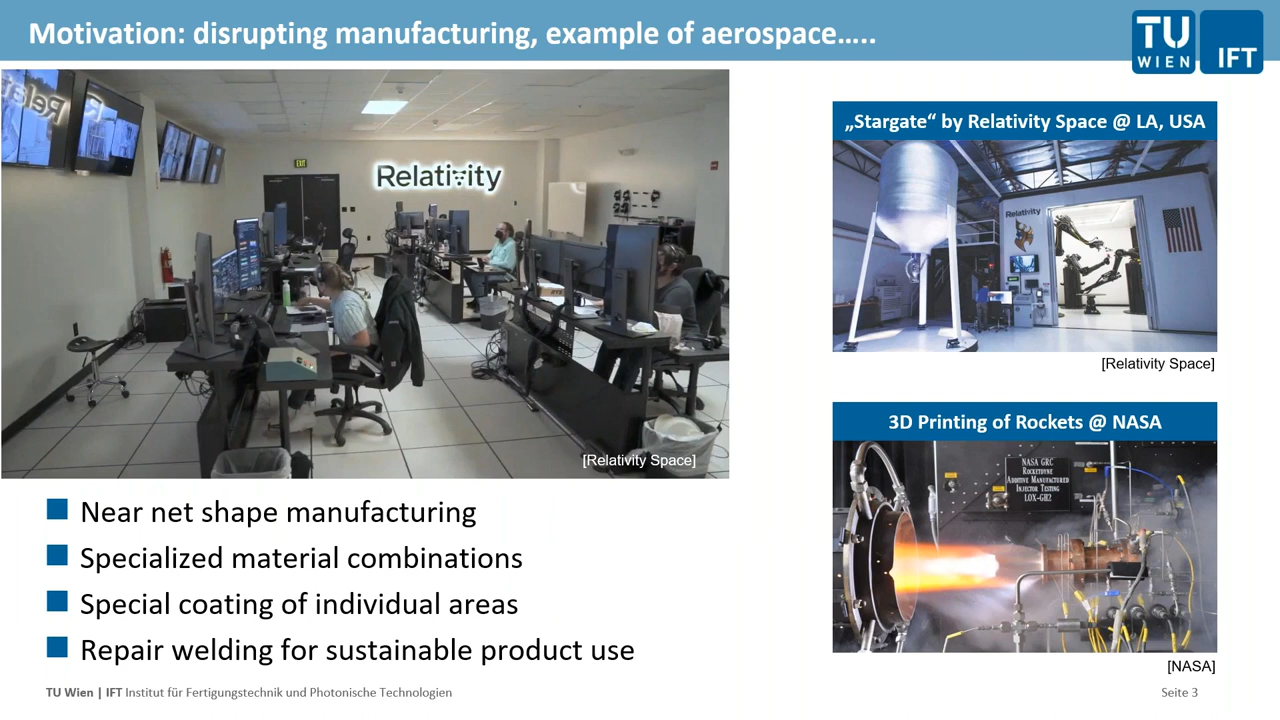 Motivation: disrupting manufacturing, example of aerospace…..
TU
WIEN
IFT
Relativity
EXIT
[Relativity Space]
„Stargate“ by Relativity Space @ LA, USA
Relativity
[Relativity Space]
3D Printing of Rockets @ NASA
NASA GRC
ROCKETDYNE
ADDITIVE MANUFACTURED
INJECTOR TESTING
LOX-GH2
[NASA]
Near net shape manufacturing
Specialized material combinations
Special coating of individual areas
Repair welding for sustainable product use
TU Wien | IFT Institut für Fertigungstechnik und Photonische Technologien
Seite 3